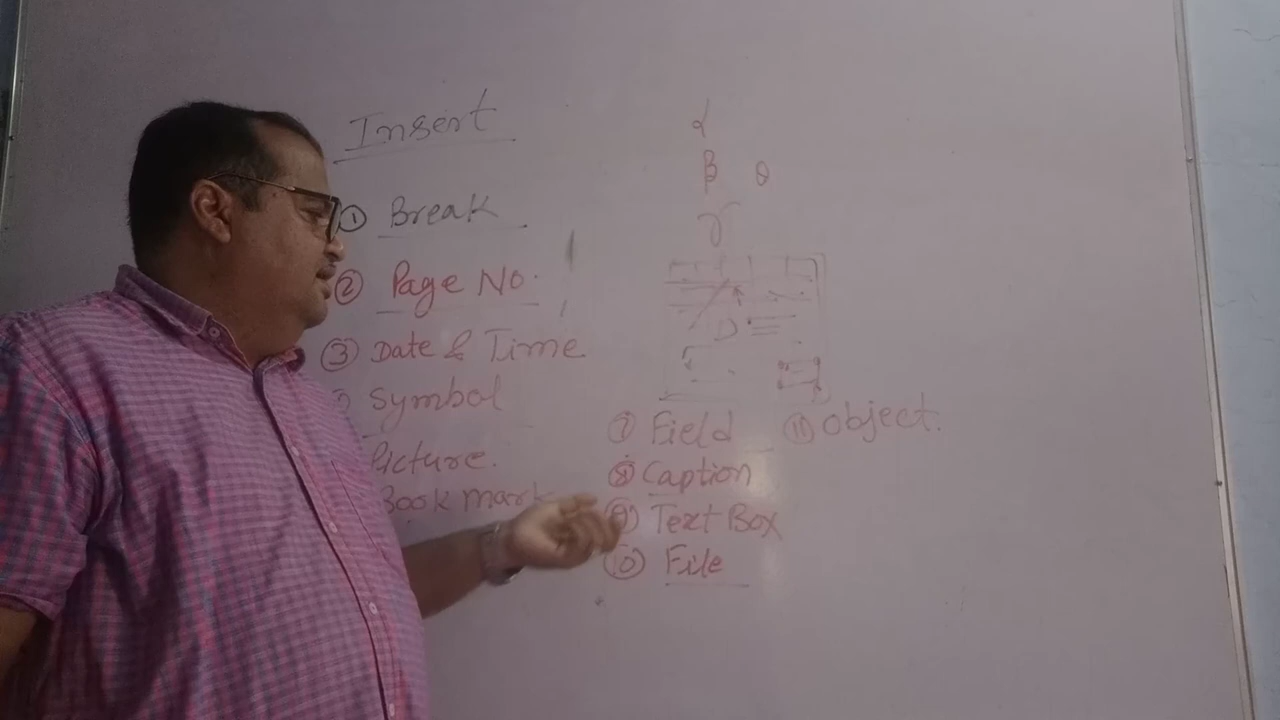 Insert
① Break
② Page No.
③ Date & Time
Symbol
Picture.
Book Mark
α
β θ
γ
D
⑦ Field
⑧ Caption
⑨ Text Box
⑩ File
⑪ Object.